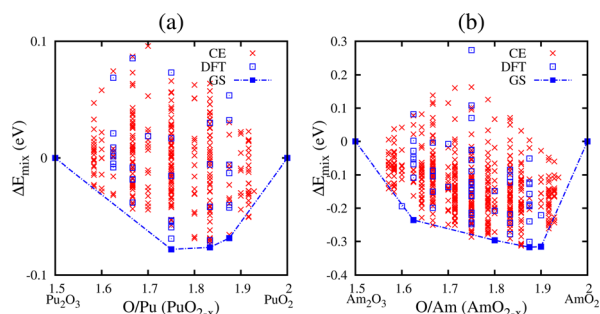 (a)
0.1
0
-0.1
ΔE_mix (eV)
CE
DFT
GS
1.5
1.6
1.7
1.8
1.9
2
Pu₂O₃
O/Pu (PuO₂₋ₓ)
PuO₂
(b)
0.3
0.2
0.1
0
-0.1
-0.2
-0.3
-0.4
ΔE_mix (eV)
CE
DFT
GS
1.5
1.6
1.7
1.8
1.9
2
Am₂O₃
O/Am (AmO₂₋ₓ)
AmO₂